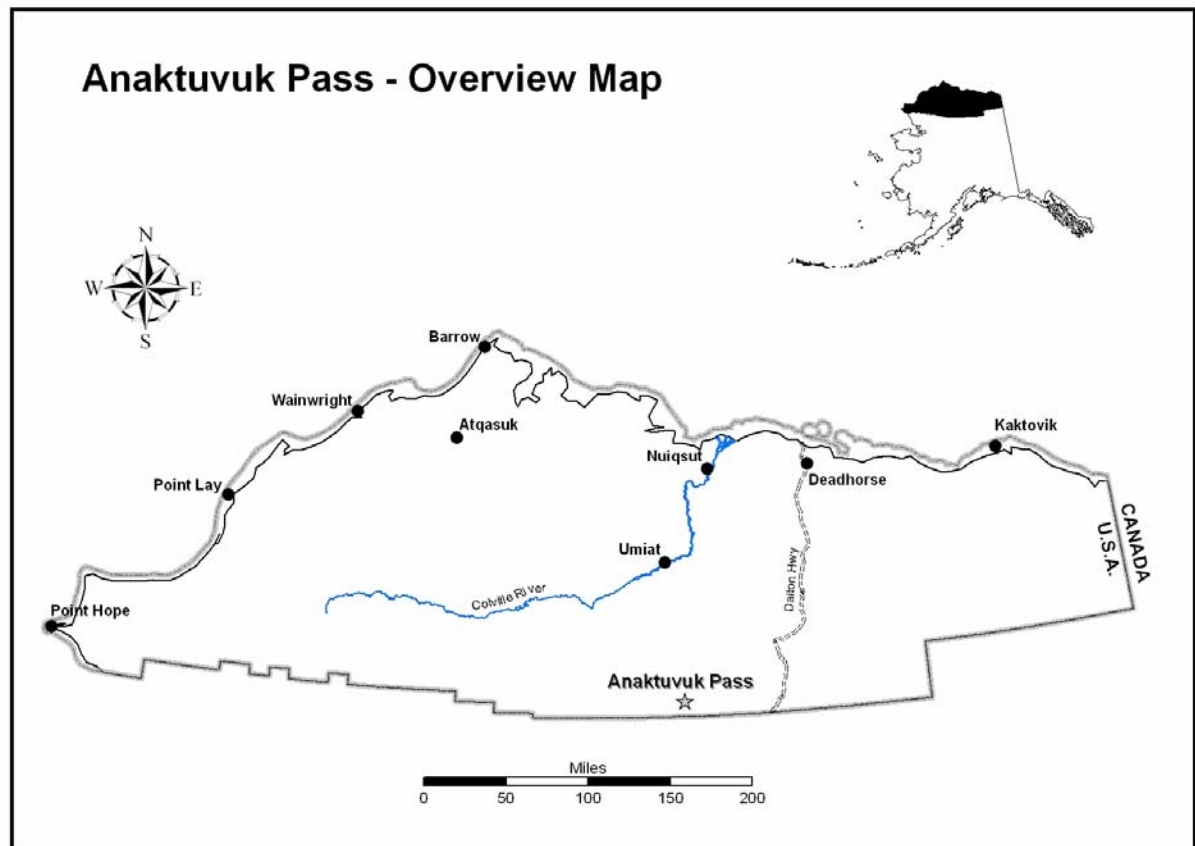 Anaktuvuk Pass - Overview Map
N
W
E
S
Barrow
Wainwright
Atqasuk
Kaktovik
Nuiqsut
Deadhorse
Point Lay
CANADA
U.S.A.
Umiat
Dalton Hwy
Colville River
Point Hope
Anaktuvuk Pass
Miles
0 50 100 150 200